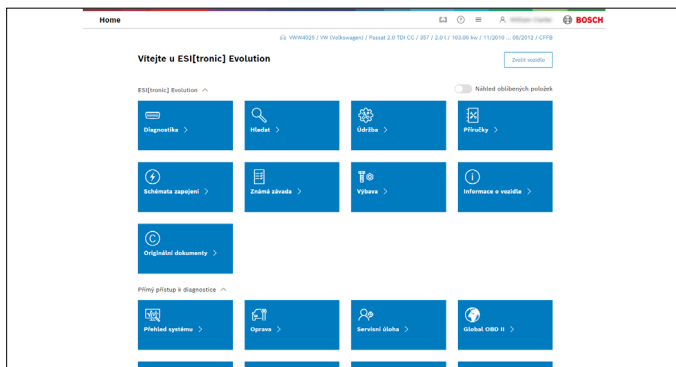 Home
BOSCH
VWW4025 / VW (Volkswagen) / Passat 2.0 TDI CC / 357 / 2.0 l / 103.00 kw / 11/2010 ... 05/2012 / CFFB
Vítejte u ESI[tronic] Evolution
Zvolit vozidlo
ESI[tronic] Evolution
Náhled oblíbených položek
Diagnostika
Hledat
Údržba
Příručky
Schémata zapojení
Známá závada
Výbava
Informace o vozidle
Originální dokumenty
Přímý přístup k diagnostice
Přehled systému
Oprava
Servisní úloha
Global OBD II